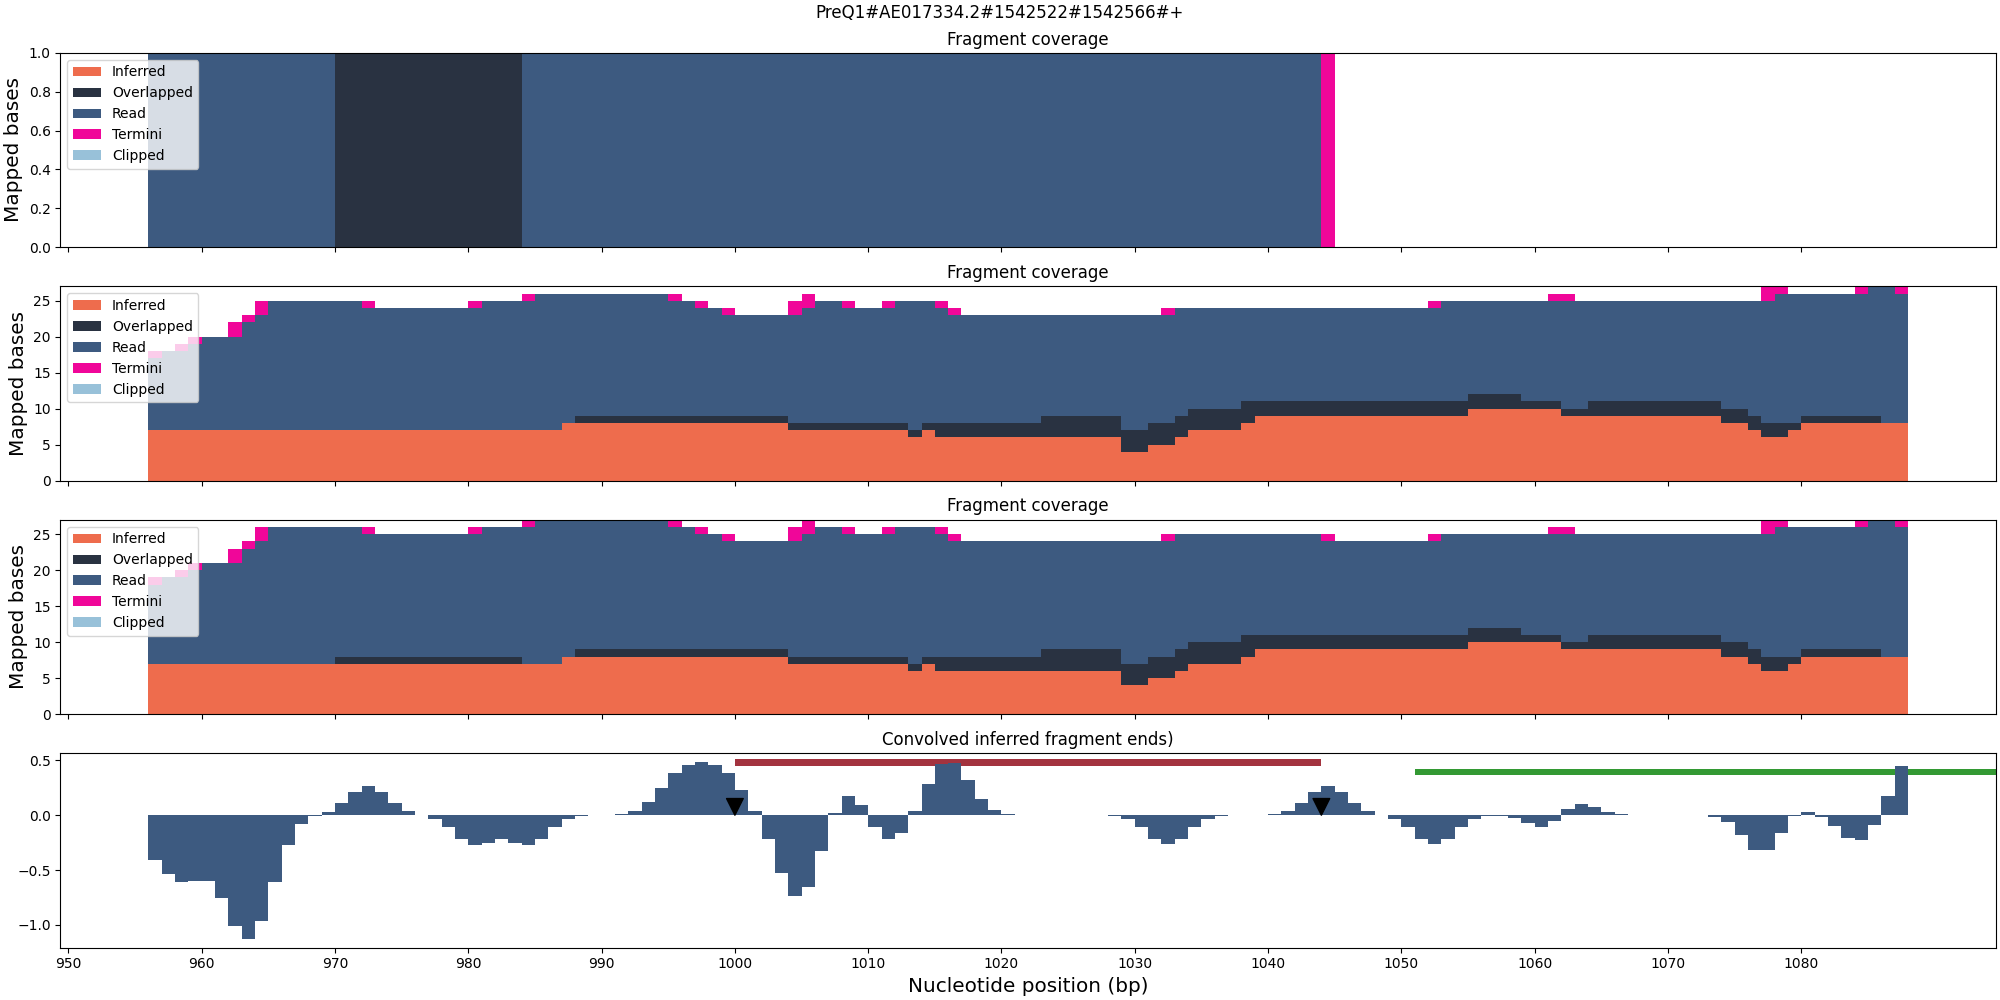 PreQ1#AE017334.2#1542522#1542566#+
Fragment coverage
Mapped bases
1.0
0.8
0.6
0.4
0.2
0.0
Inferred
Overlapped
Read
Termini
Clipped
Fragment coverage
Mapped bases
25
20
15
10
5
0
Inferred
Overlapped
Read
Termini
Clipped
Fragment coverage
Mapped bases
25
20
15
10
5
0
Inferred
Overlapped
Read
Termini
Clipped
Convolved inferred fragment ends)
0.5
0.0
−0.5
−1.0
950 960 970 980 990 1000 1010 1020 1030 1040 1050 1060 1070 1080
Nucleotide position (bp)